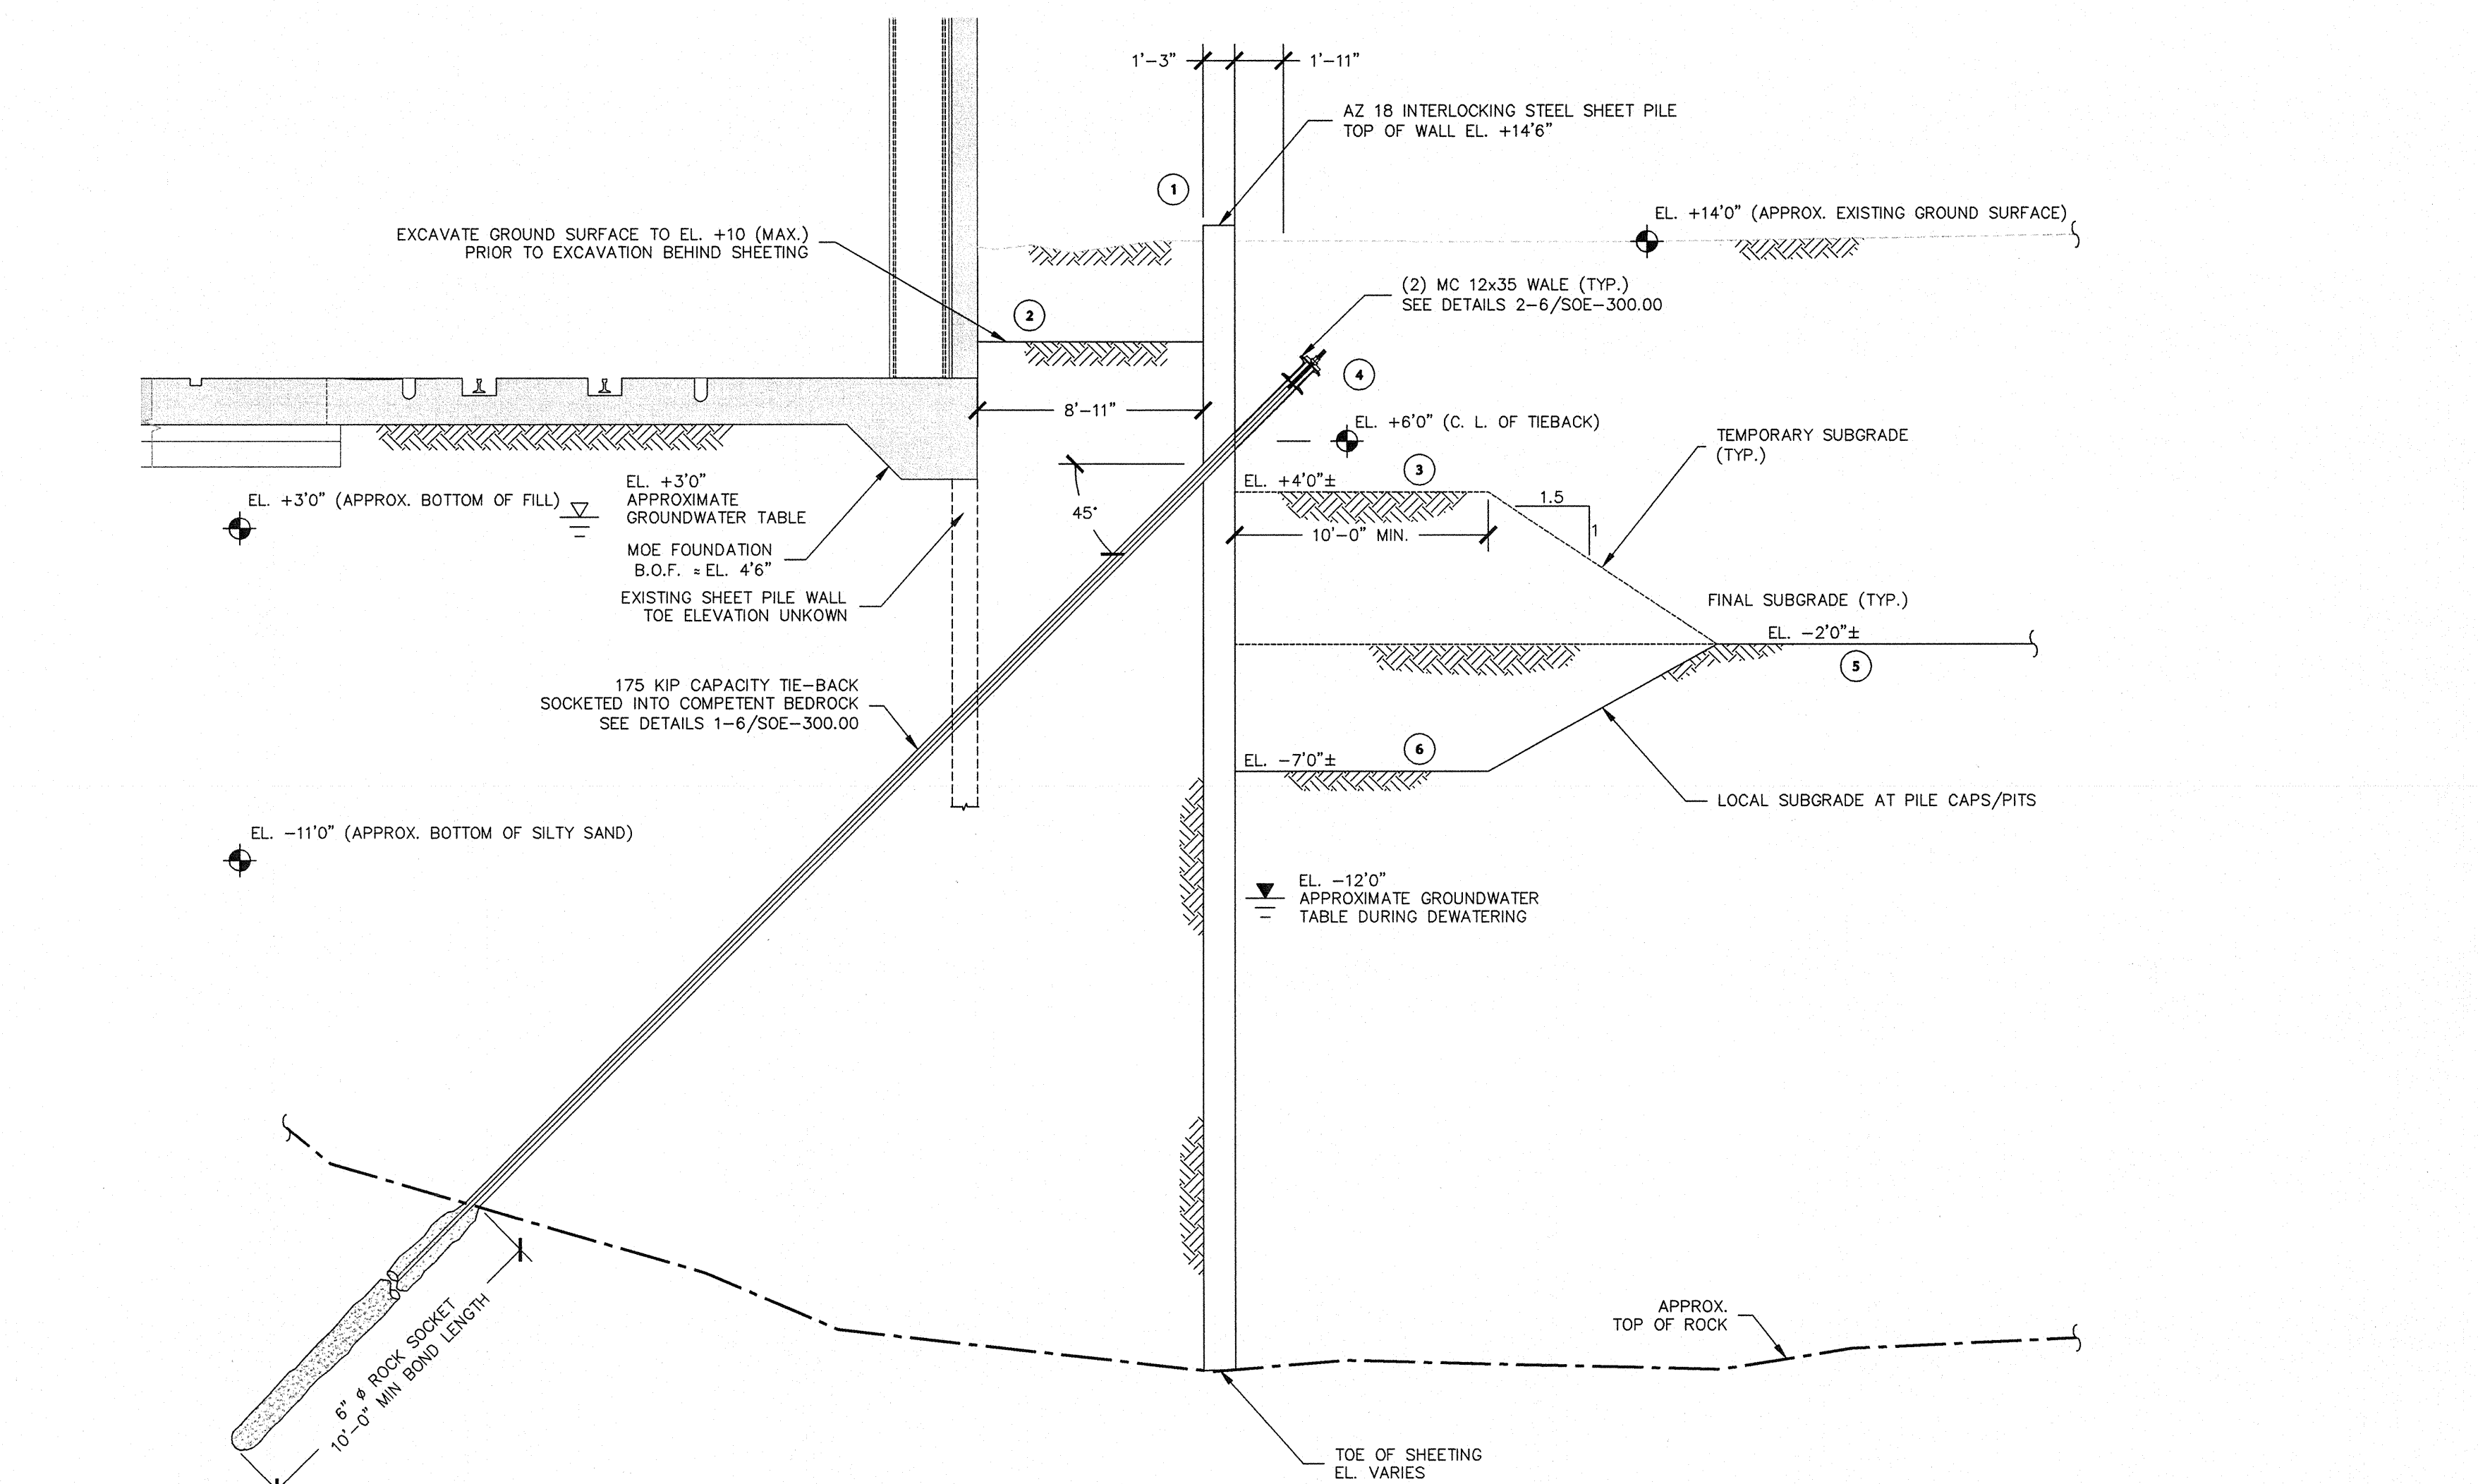 1'-3"
1'-11"
AZ 18 INTERLOCKING STEEL SHEET PILE
TOP OF WALL EL. +14'6"
1
EL. +14'0" (APPROX. EXISTING GROUND SURFACE)
EXCAVATE GROUND SURFACE TO EL. +10 (MAX.)
PRIOR TO EXCAVATION BEHIND SHEETING
2
(2) MC 12x35 WALE (TYP.)
SEE DETAILS 2-6/SOE-300.00
4
8'-11"
EL. +6'0" (C. L. OF TIEBACK)
TEMPORARY SUBGRADE
(TYP.)
3
EL. +4'0"±
1.5
1
10'-0" MIN.
45°
EL. +3'0" (APPROX. BOTTOM OF FILL)
EL. +3'0"
APPROXIMATE
GROUNDWATER TABLE
MOE FOUNDATION
B.O.F. ≈ EL. 4'6"
EXISTING SHEET PILE WALL
TOE ELEVATION UNKOWN
FINAL SUBGRADE (TYP.)
EL. -2'0"±
5
175 KIP CAPACITY TIE-BACK
SOCKETED INTO COMPETENT BEDROCK
SEE DETAILS 1-6/SOE-300.00
6
EL. -7'0"±
LOCAL SUBGRADE AT PILE CAPS/PITS
EL. -11'0" (APPROX. BOTTOM OF SILTY SAND)
EL. -12'0"
APPROXIMATE GROUNDWATER
TABLE DURING DEWATERING
6" ø ROCK SOCKET
10'-0" MIN BOND LENGTH
APPROX.
TOP OF ROCK
TOE OF SHEETING
EL. VARIES